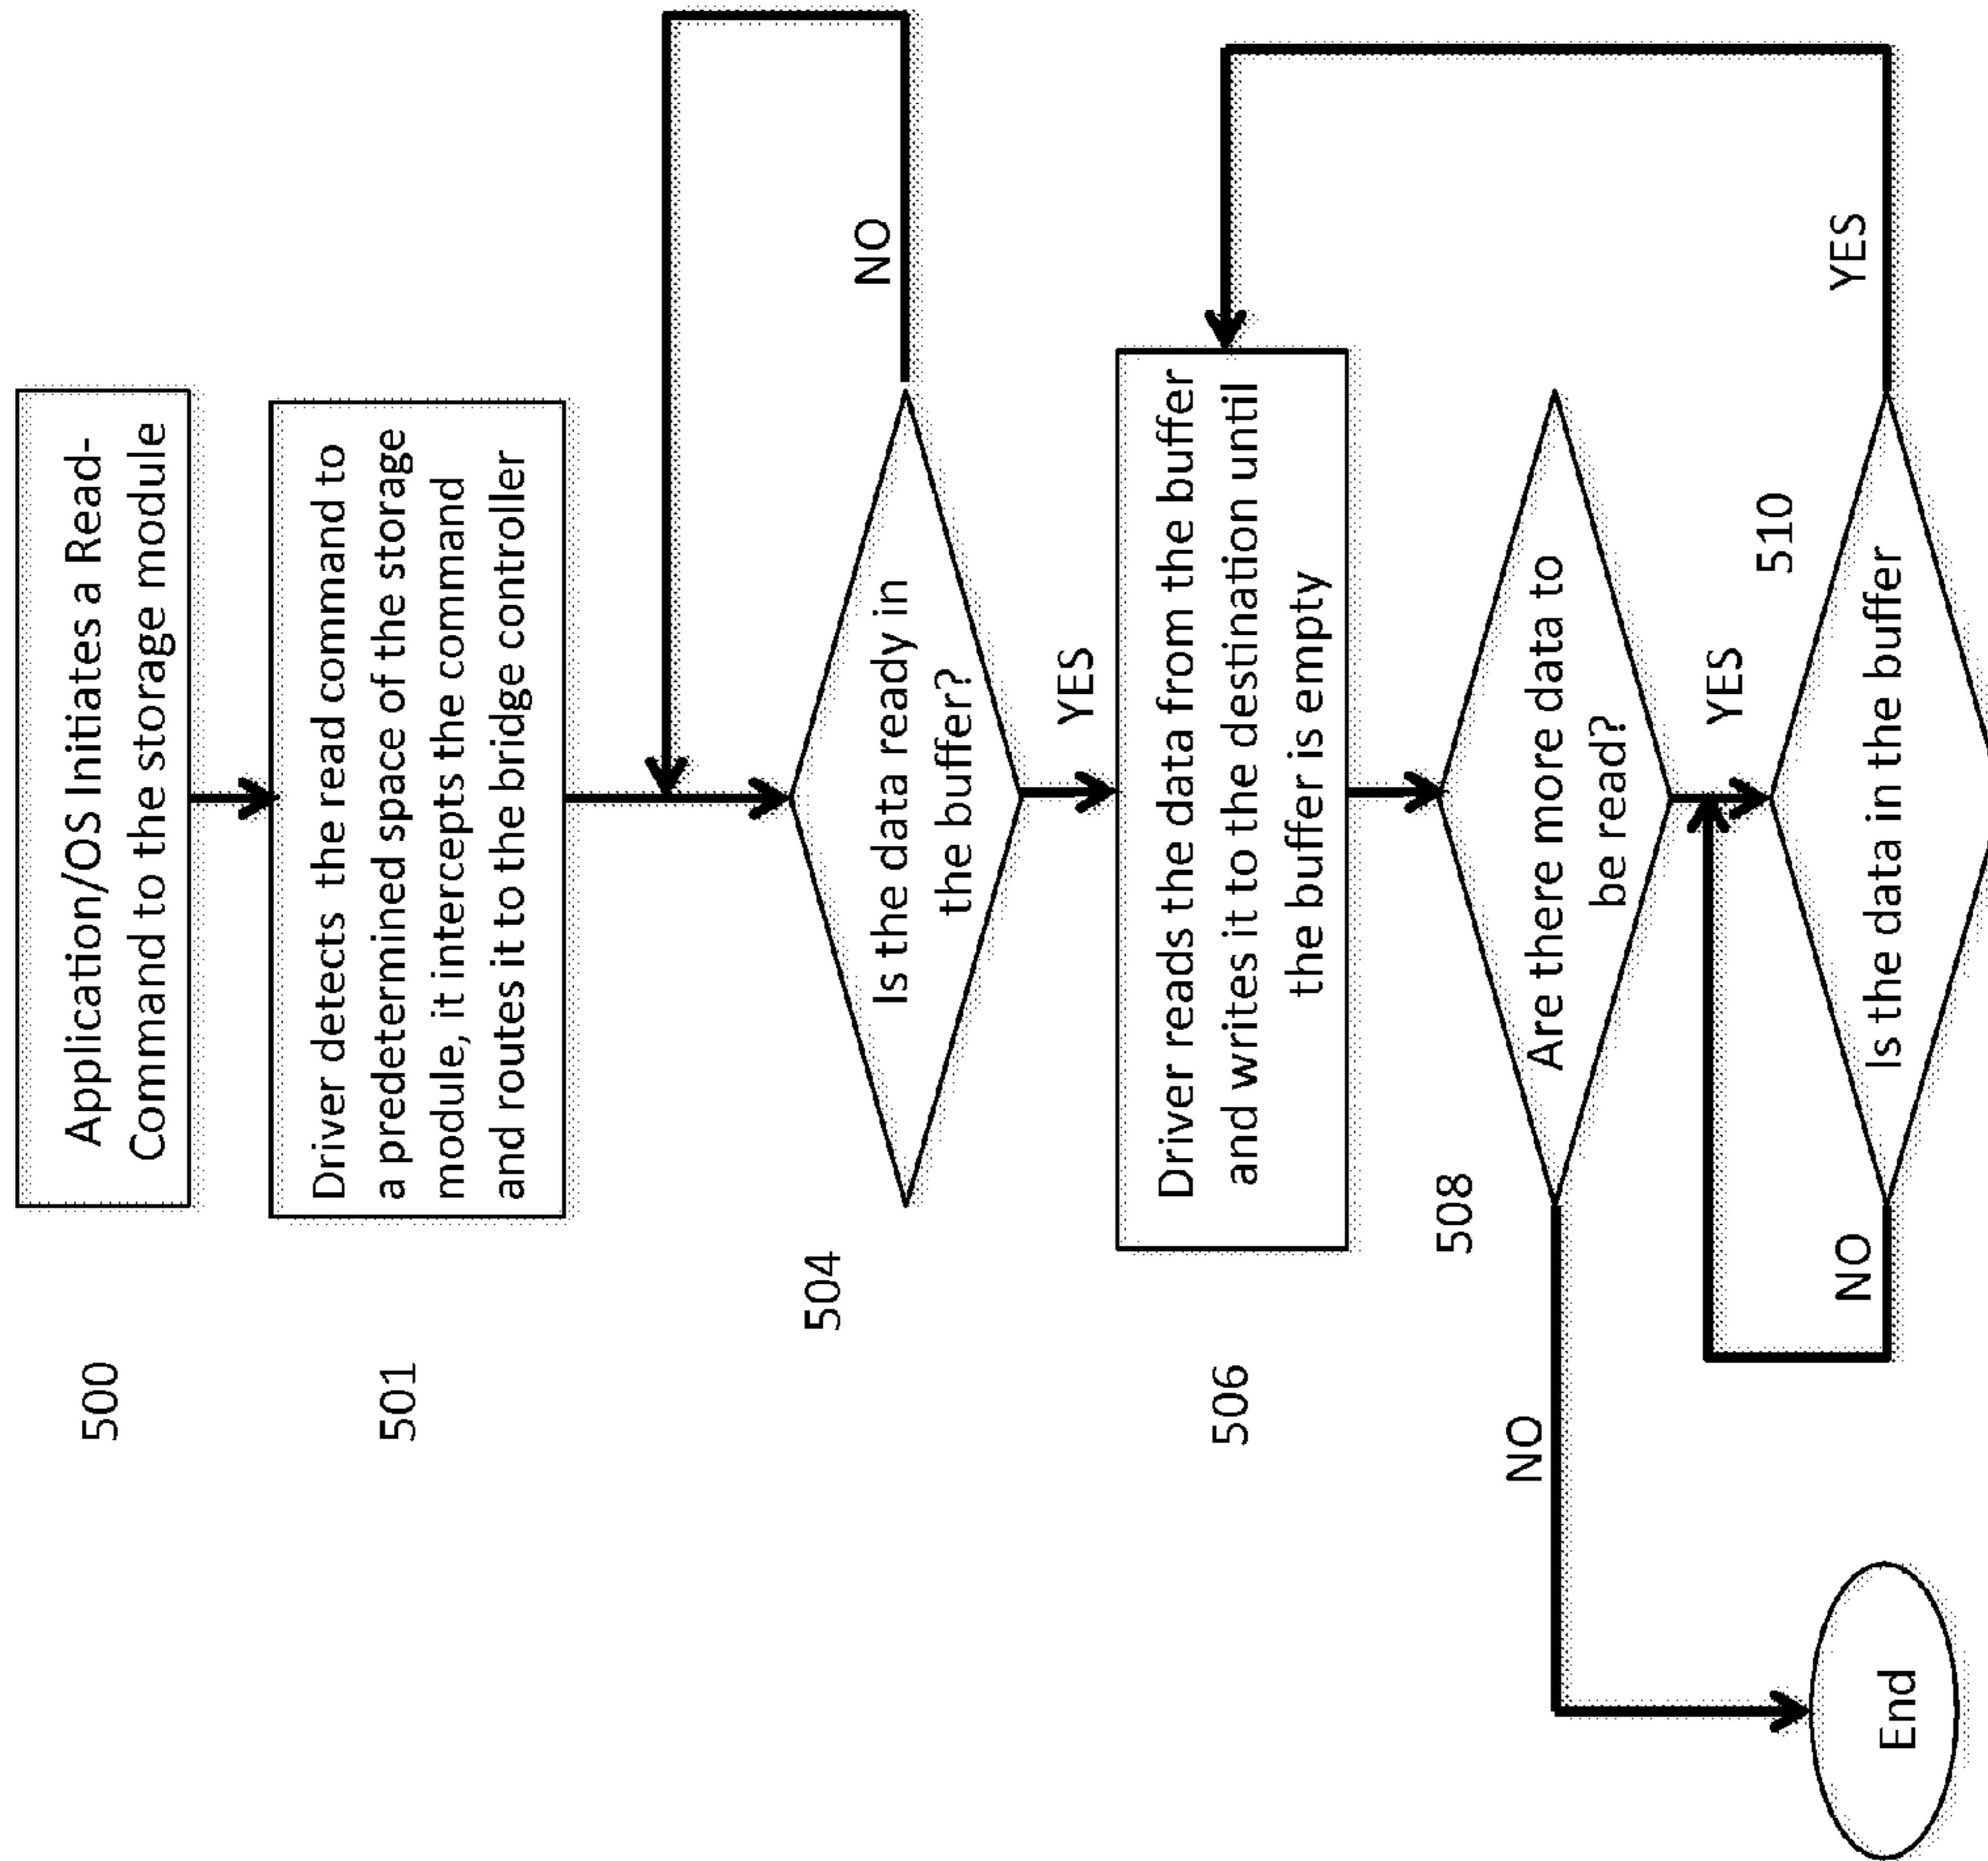 500
Application/OS Initiates a Read-
Command to the storage module
501
Driver detects the read command to
a predetermined space of the storage
module, it intercepts the command
and routes it to the bridge controller
504
Is the data ready in
the buffer?
NO
YES
506
Driver reads the data from the buffer
and writes it to the destination until
the buffer is empty
508
Are there more data to
be read?
NO
YES
510
Is the data in the buffer
NO
YES
End